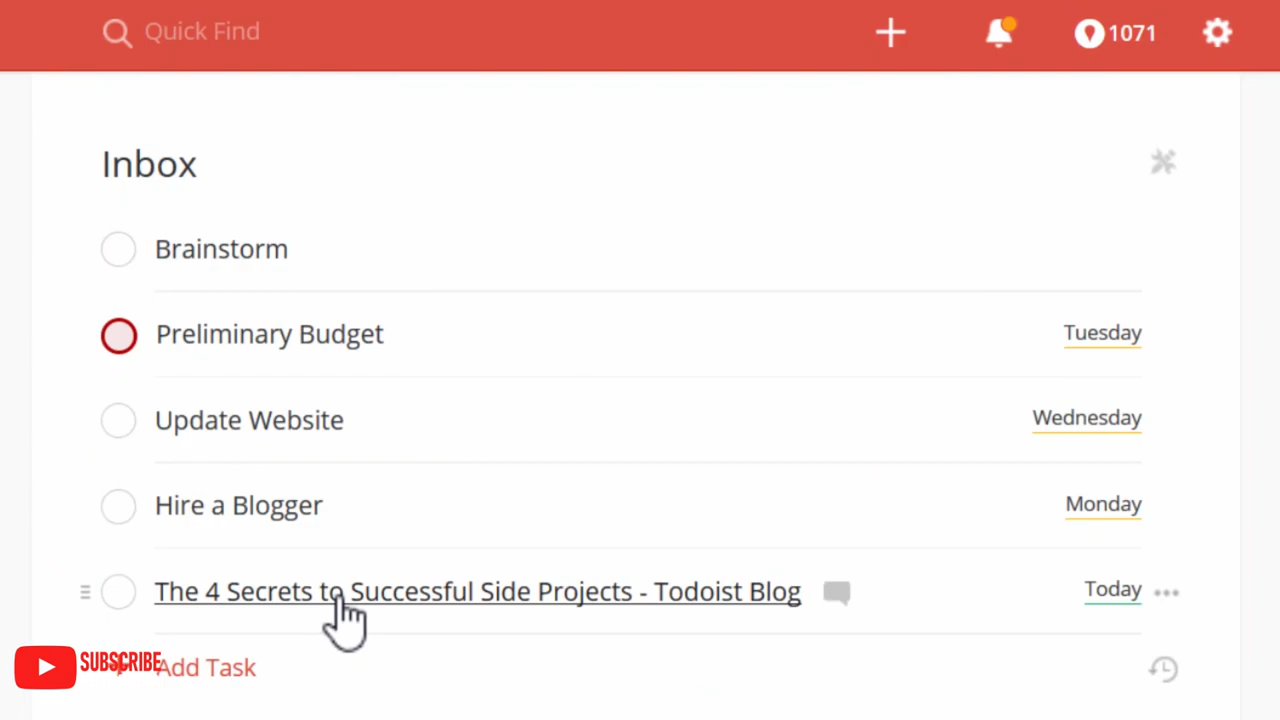 Quick Find
1071
Inbox
Brainstorm
Preliminary Budget
Tuesday
Update Website
Wednesday
Hire a Blogger
Monday
The 4 Secrets to Successful Side Projects - Todoist Blog
Today
SUBSCRIBE
Add Task